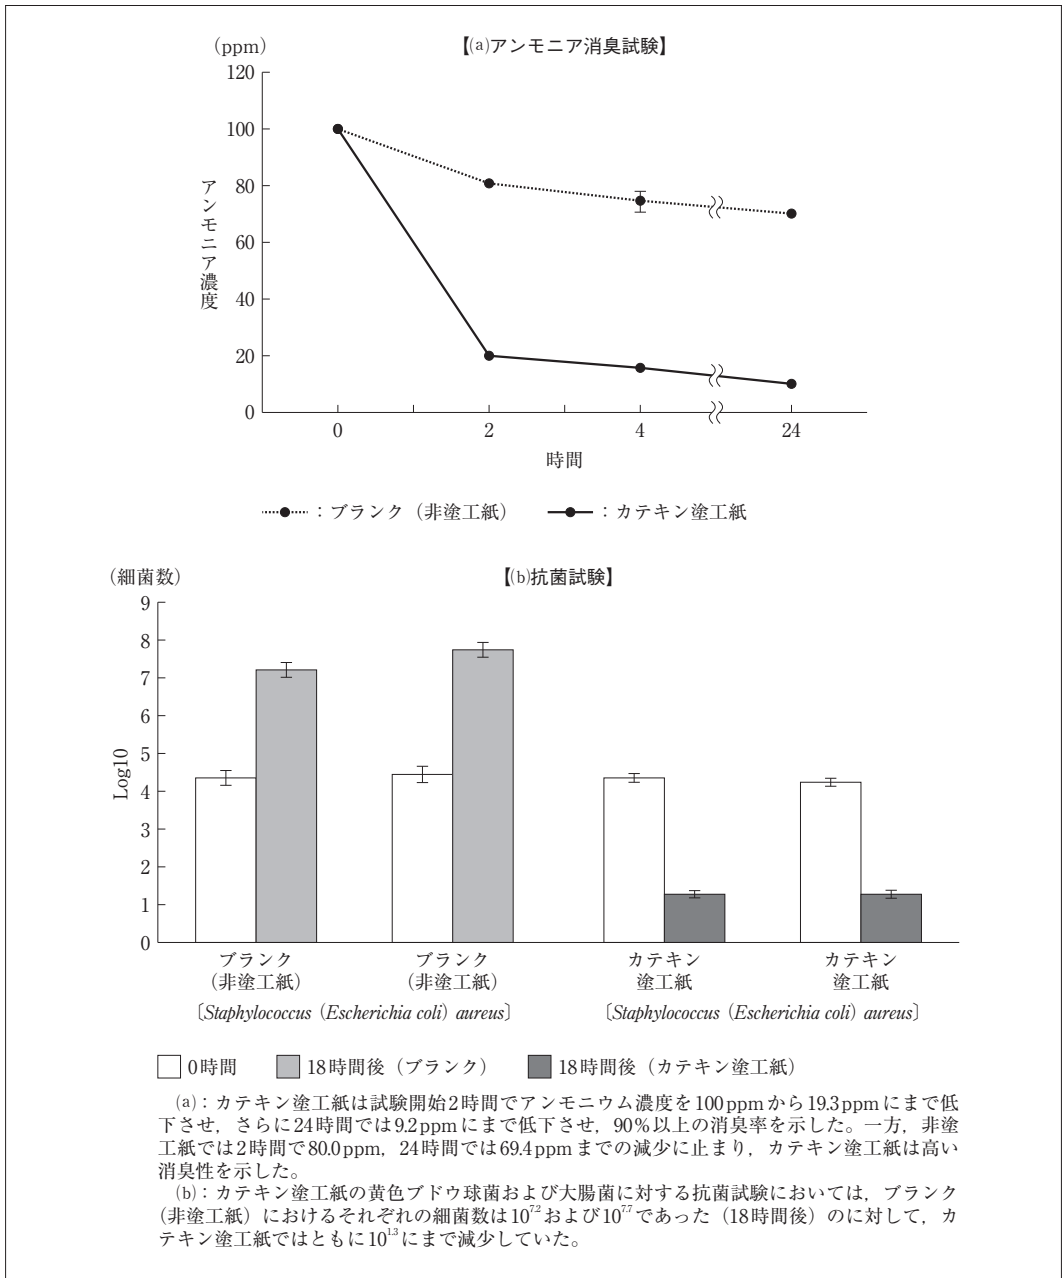 【(a)アンモニア消臭試験】
(ppm)
120
100
80
60
40
20
0
アンモニア濃度
0 2 4 24
時間
：ブランク（非塗工紙） ：カテキン塗工紙
【(b)抗菌試験】
（細菌数）
9
8
7
6
5
4
3
2
1
0
Log10
ブランク ブランク カテキン カテキン
（非塗工紙） （非塗工紙） 塗工紙 塗工紙
〔Staphylococcus（Escherichia coli）aureus〕 〔Staphylococcus（Escherichia coli）aureus〕
0時間 18時間後（ブランク） 18時間後（カテキン塗工紙）
(a)：カテキン塗工紙は試験開始2時間でアンモニウム濃度を100ppmから19.3ppmにまで低
下させ，さらに24時間では9.2ppmにまで低下させ，90％以上の消臭率を示した。一方，非塗
工紙では2時間で80.0ppm，24時間では69.4ppmまでの減少に止まり，カテキン塗工紙は高い
消臭性を示した。
(b)：カテキン塗工紙の黄色ブドウ球菌および大腸菌に対する抗菌試験においては，ブランク
（非塗工紙）におけるそれぞれの細菌数は10^7.2および10^7.7であった（18時間後）のに対して，カ
テキン塗工紙ではともに10^1.3にまで減少していた。